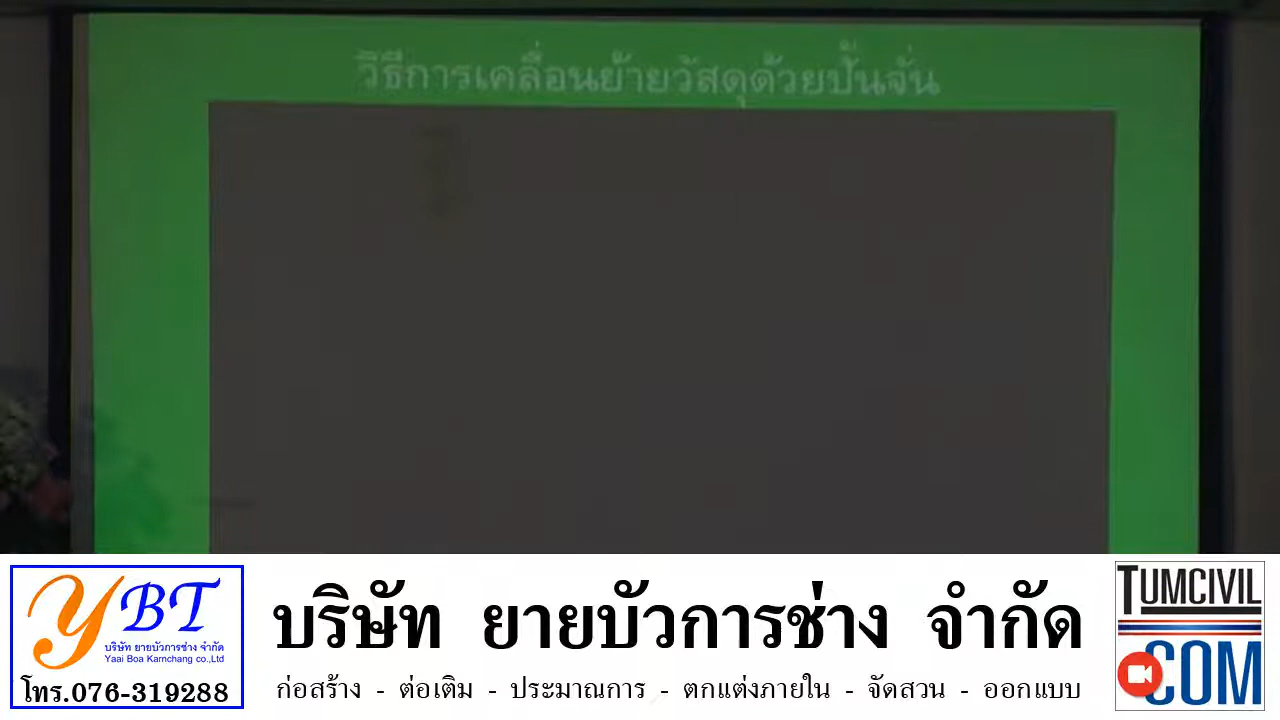 วิธีการเคลื่อนย้ายวัสดุด้วยปั้นจั่น
YBT
บริษัท ยายบัวการช่าง จำกัด
Yaai Boa Karnchang co.,Ltd
โทร.076-319288
บริษัท ยายบัวการช่าง จำกัด
ก่อสร้าง - ต่อเติม - ประมาณการ - ตกแต่งภายใน - จัดสวน - ออกแบบ
TUMCIVIL
COM